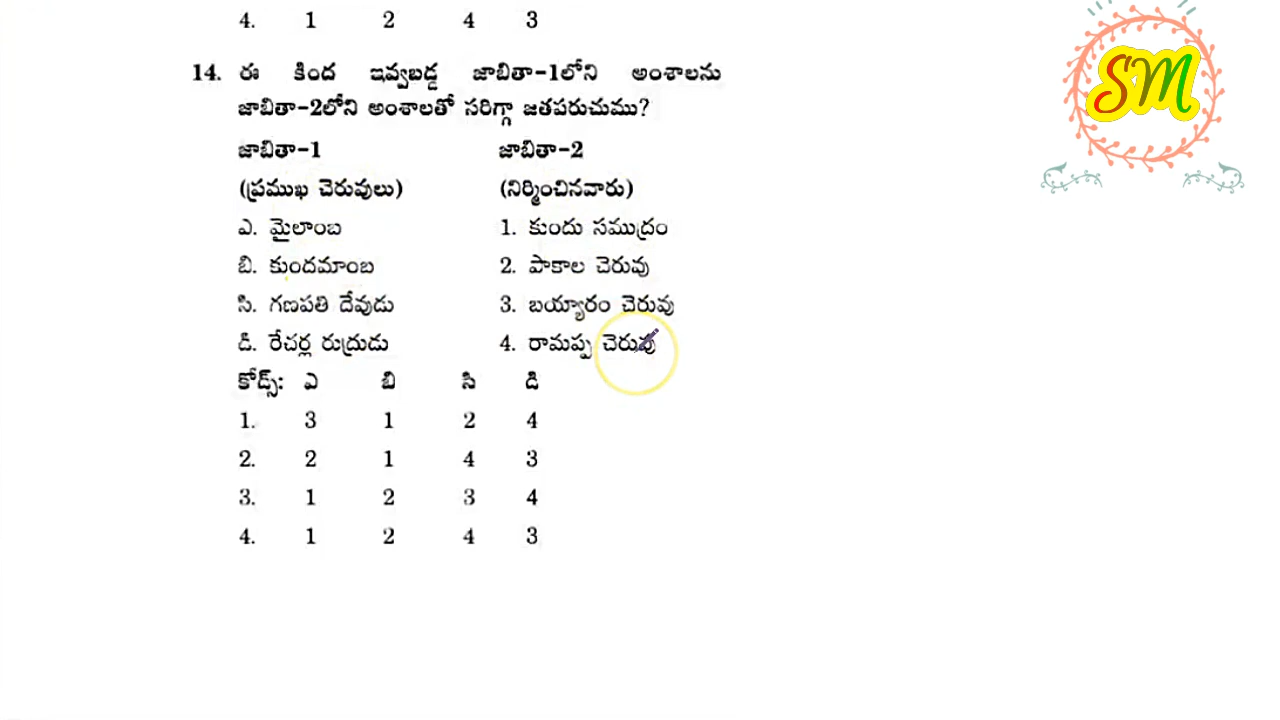 4. 1 2 4 3
SM
14. ఈ కింద ఇవ్వబడ్డ జాబితా-1లోని అంశాలను
జాబితా-2లోని అంశాలతో సరిగ్గా జతపరుచుము?
జాబితా-1 జాబితా-2
(ప్రముఖ చెరువులు) (నిర్మించినవారు)
ఎ. మైలాంబ 1. కుందు సముద్రం
బి. కుందమాంబ 2. పాకాల చెరువు
సి. గణపతి దేవుడు 3. బయ్యారం చెరువు
డి. రేచర్ల రుద్రుడు 4. రామప్ప చెరువు
కోడ్స్: ఎ బి సి డి
1. 3 1 2 4
2. 2 1 4 3
3. 1 2 3 4
4. 1 2 4 3